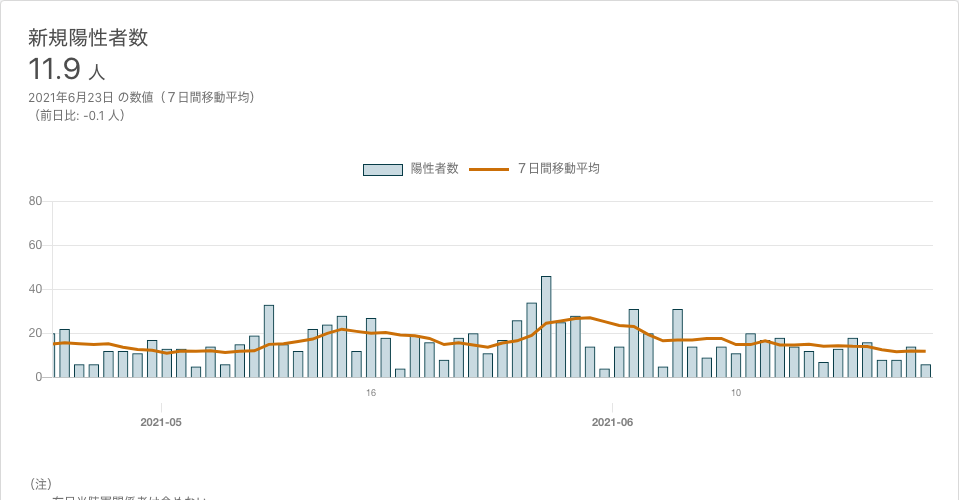 新規陽性者数
11.9 人
2021年6月23日 の数値（７日間移動平均）
（前日比: -0.1 人）
陽性者数 ７日間移動平均
80
60
40
20
0
16 10
2021-05 2021-06
（注）